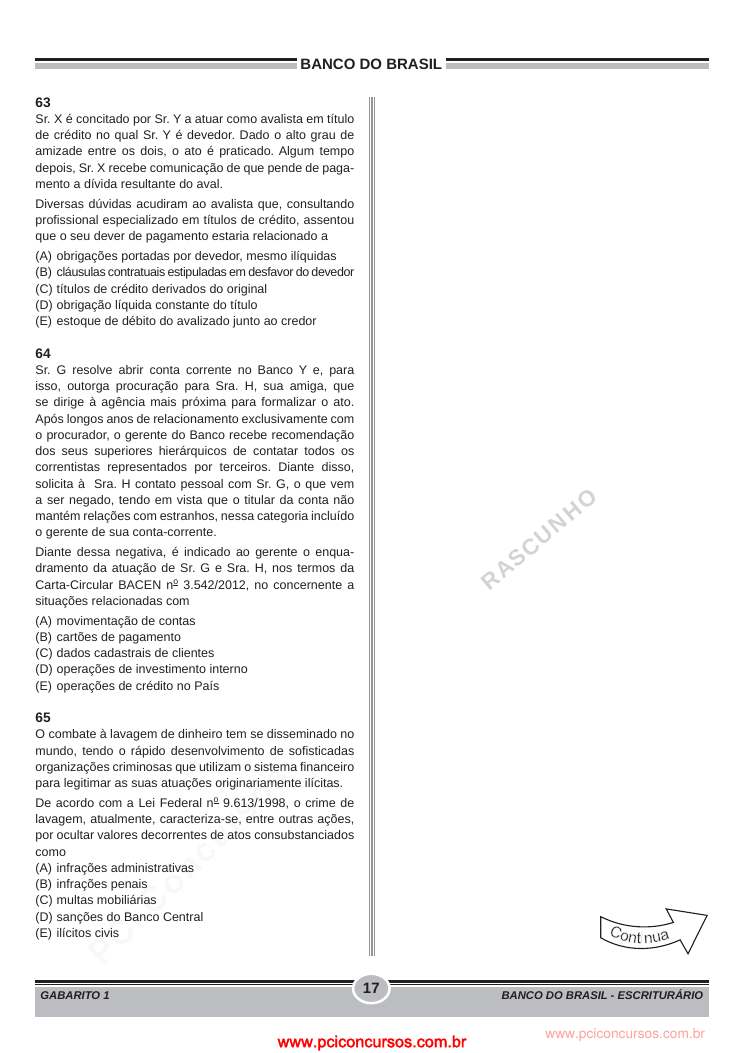 BANCO DO BRASIL
63
Sr. X é concitado por Sr. Y a atuar como avalista em título
de crédito no qual Sr. Y é devedor. Dado o alto grau de
amizade entre os dois, o ato é praticado. Algum tempo
depois, Sr. X recebe comunicação de que pende de paga-
mento a dívida resultante do aval.
Diversas dúvidas acudiram ao avalista que, consultando
profissional especializado em títulos de crédito, assentou
que o seu dever de pagamento estaria relacionado a
(A) obrigações portadas por devedor, mesmo ilíquidas
(B) cláusulas contratuais estipuladas em desfavor do devedor
(C) títulos de crédito derivados do original
(D) obrigação líquida constante do título
(E) estoque de débito do avalizado junto ao credor
64
Sr. G resolve abrir conta corrente no Banco Y e, para
isso, outorga procuração para Sra. H, sua amiga, que
se dirige à agência mais próxima para formalizar o ato.
Após longos anos de relacionamento exclusivamente com
o procurador, o gerente do Banco recebe recomendação
dos seus superiores hierárquicos de contatar todos os
correntistas representados por terceiros. Diante disso,
solicita à Sra. H contato pessoal com Sr. G, o que vem
a ser negado, tendo em vista que o titular da conta não
mantém relações com estranhos, nessa categoria incluído
o gerente de sua conta-corrente.
Diante dessa negativa, é indicado ao gerente o enqua-
dramento da atuação de Sr. G e Sra. H, nos termos da
Carta-Circular BACEN nº 3.542/2012, no concernente a
situações relacionadas com
(A) movimentação de contas
(B) cartões de pagamento
(C) dados cadastrais de clientes
(D) operações de investimento interno
(E) operações de crédito no País
65
O combate à lavagem de dinheiro tem se disseminado no
mundo, tendo o rápido desenvolvimento de sofisticadas
organizações criminosas que utilizam o sistema financeiro
para legitimar as suas atuações originariamente ilícitas.
De acordo com a Lei Federal nº 9.613/1998, o crime de
lavagem, atualmente, caracteriza-se, entre outras ações,
por ocultar valores decorrentes de atos consubstanciados
como
(A) infrações administrativas
(B) infrações penais
(C) multas mobiliárias
(D) sanções do Banco Central
(E) ilícitos civis
RASCUNHO
Continua
GABARITO 1
17
BANCO DO BRASIL - ESCRITURÁRIO
www.pciconcursos.com.br
www.pciconcursos.com.br